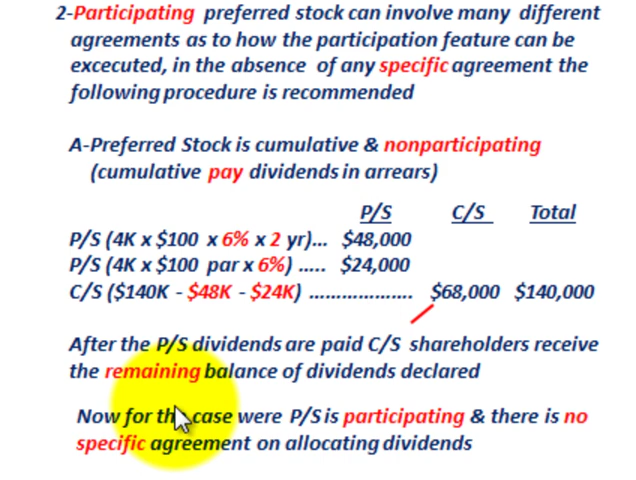 2-Participating preferred stock can involve many different
agreements as to how the participation feature can be
excecuted, in the absence of any specific agreement the
following procedure is recommended
A-Preferred Stock is cumulative & nonparticipating
(cumulative pay dividends in arrears)
P/S C/S Total
P/S (4K x $100 x 6% x 2 yr)... $48,000
P/S (4K x $100 par x 6%) ..... $24,000
C/S ($140K - $48K - $24K) .................. $68,000 $140,000
After the P/S dividends are paid C/S shareholders receive
the remaining balance of dividends declared
Now for the case were P/S is participating & there is no
specific agreement on allocating dividends